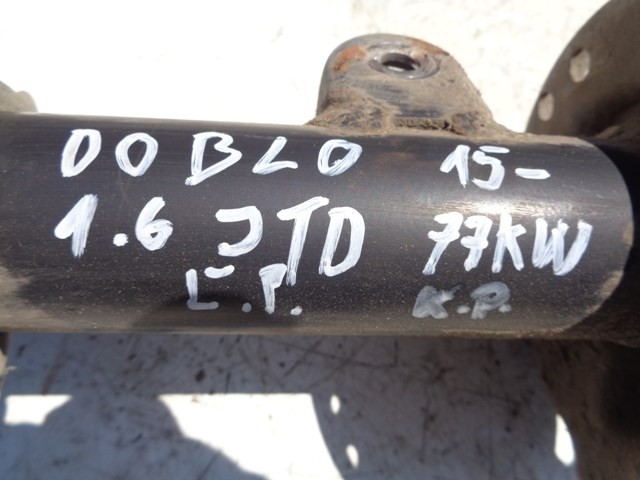 DOBLO 15-
1.6 JTD 77KW
L.P. K.P.